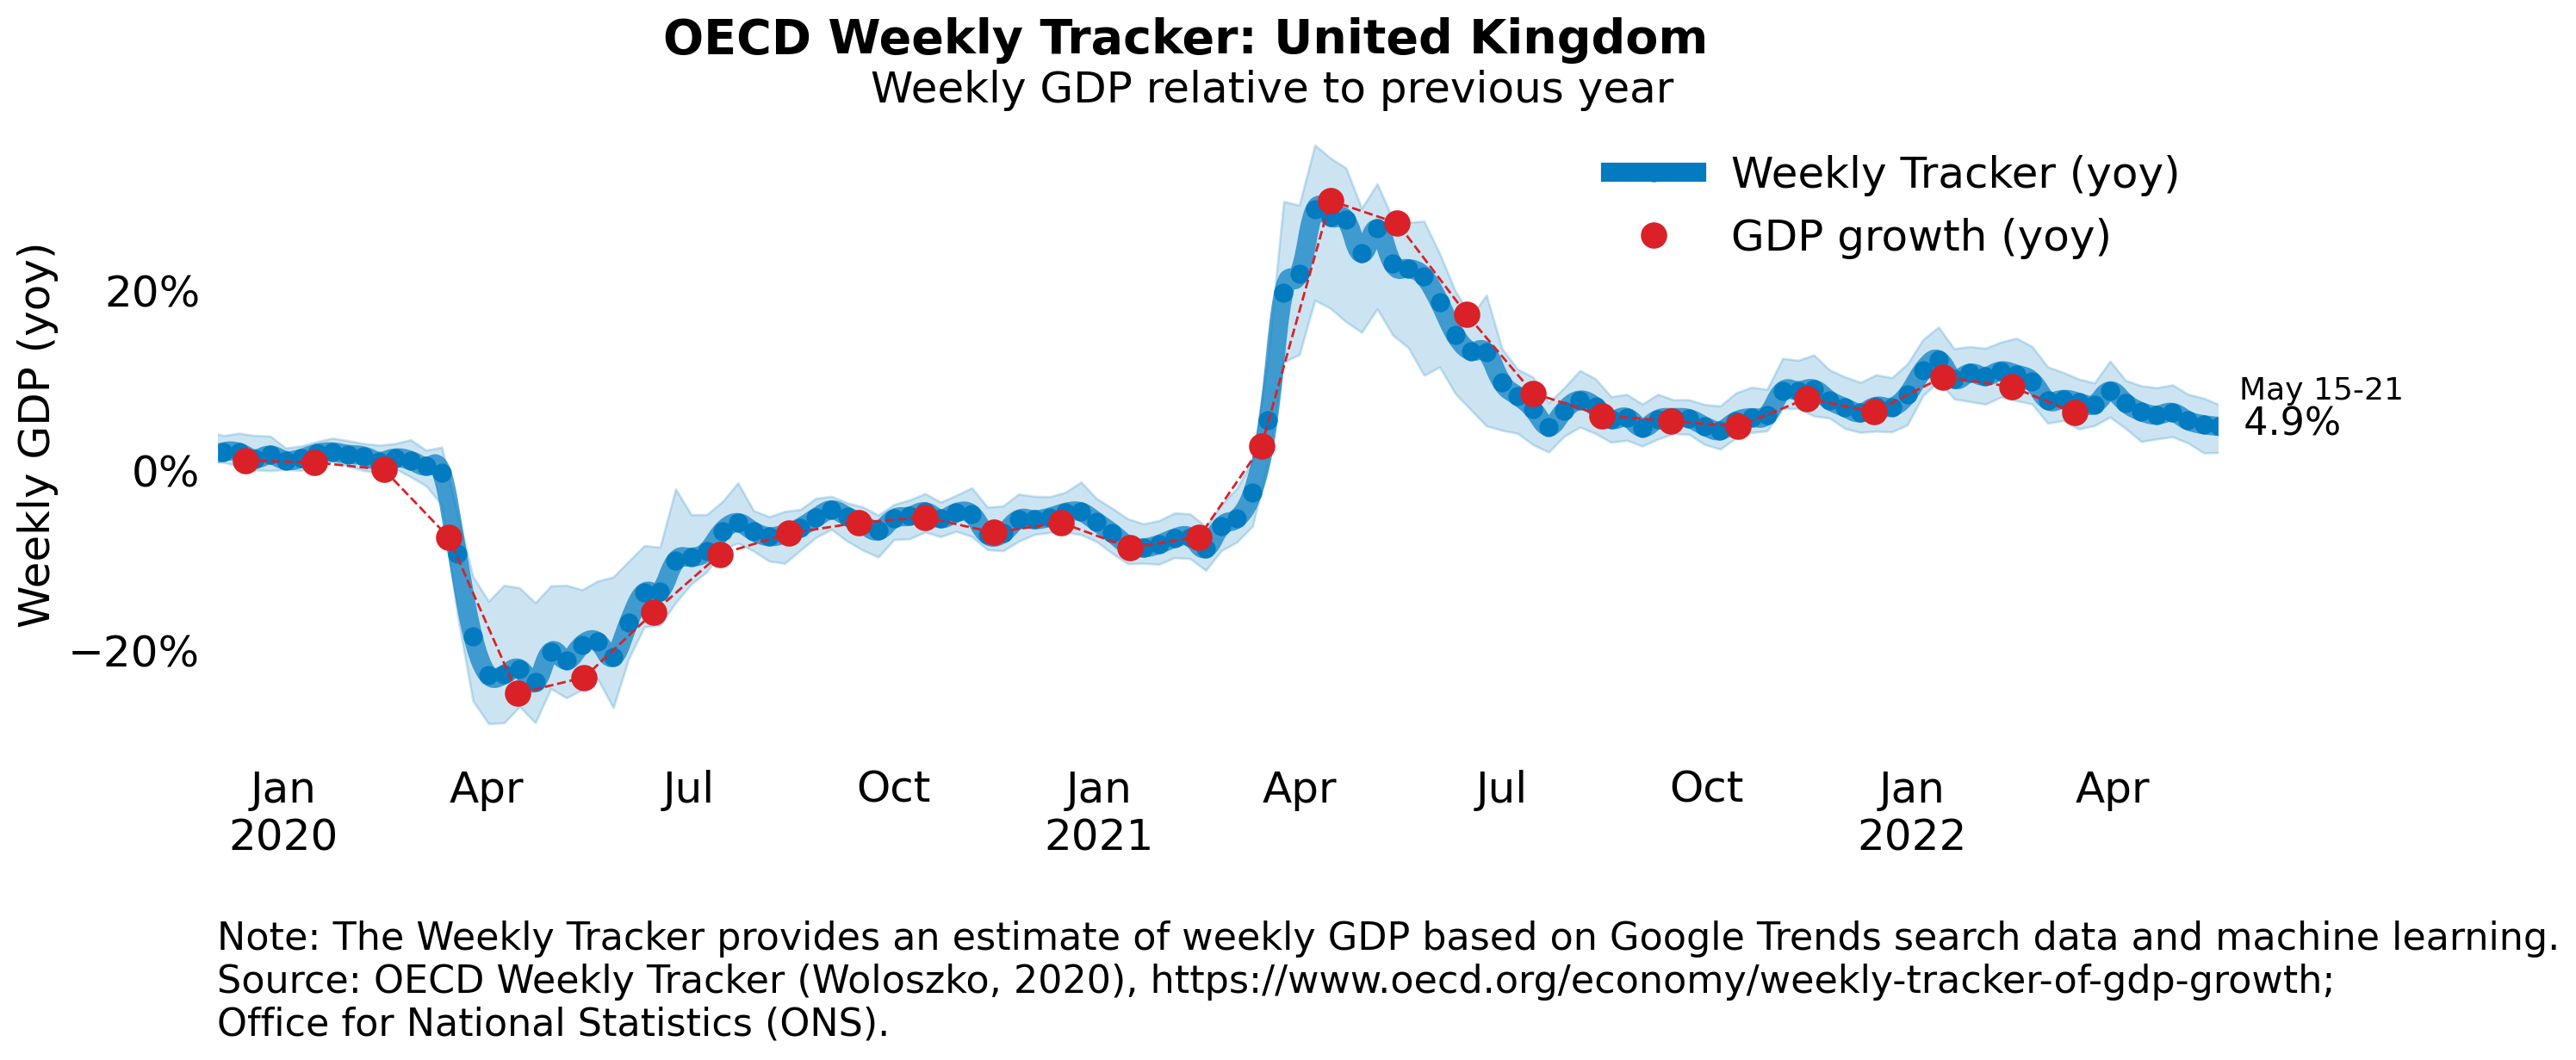 OECD Weekly Tracker: United Kingdom
Weekly GDP relative to previous year
Weekly Tracker (yoy)
GDP growth (yoy)
Weekly GDP (yoy)
20%
0%
−20%
May 15-21
4.9%
Jan Apr Jul Oct Jan Apr Jul Oct Jan Apr
2020 2021 2022
Note: The Weekly Tracker provides an estimate of weekly GDP based on Google Trends search data and machine learning.
Source: OECD Weekly Tracker (Woloszko, 2020), https://www.oecd.org/economy/weekly-tracker-of-gdp-growth;
Office for National Statistics (ONS).